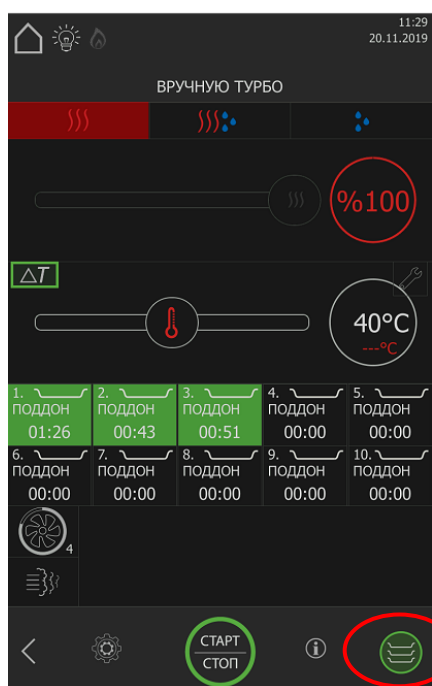 11:29
20.11.2019
ВРУЧНУЮ ТУРБО
%100
ΔT
40°C
---°C
1. 2. 3. 4. 5.
ПОДДОН ПОДДОН ПОДДОН ПОДДОН ПОДДОН
01:26 00:43 00:51 00:00 00:00
6. 7. 8. 9. 10.
ПОДДОН ПОДДОН ПОДДОН ПОДДОН ПОДДОН
00:00 00:00 00:00 00:00 00:00
4
СТАРТ
СТОП